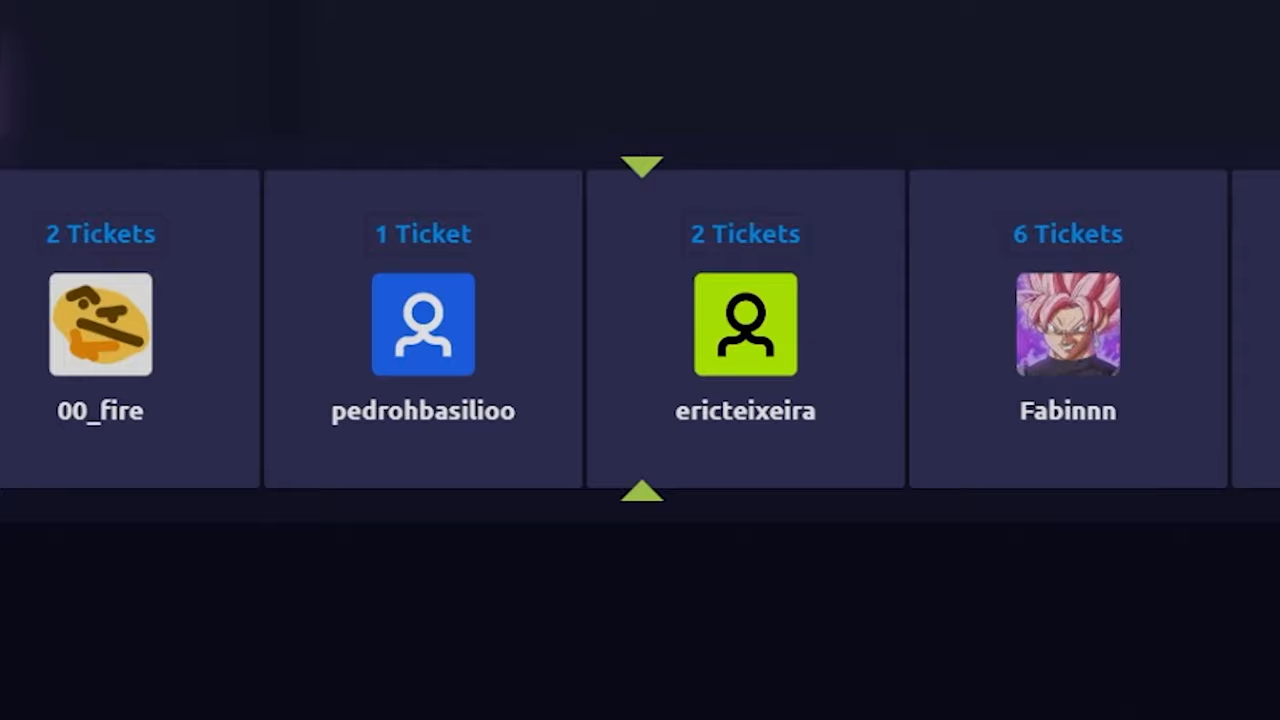 2 Tickets
1 Ticket
2 Tickets
6 Tickets
00_fire
pedrohbasilioo
ericteixeira
Fabinnn